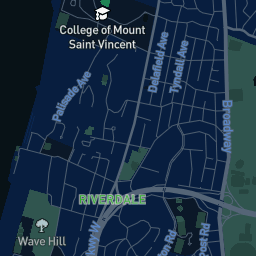 College of Mount
Saint Vincent
Palisade Ave
Delafield Ave
Tyndall Ave
Broadway
RIVERDALE
Wave Hill